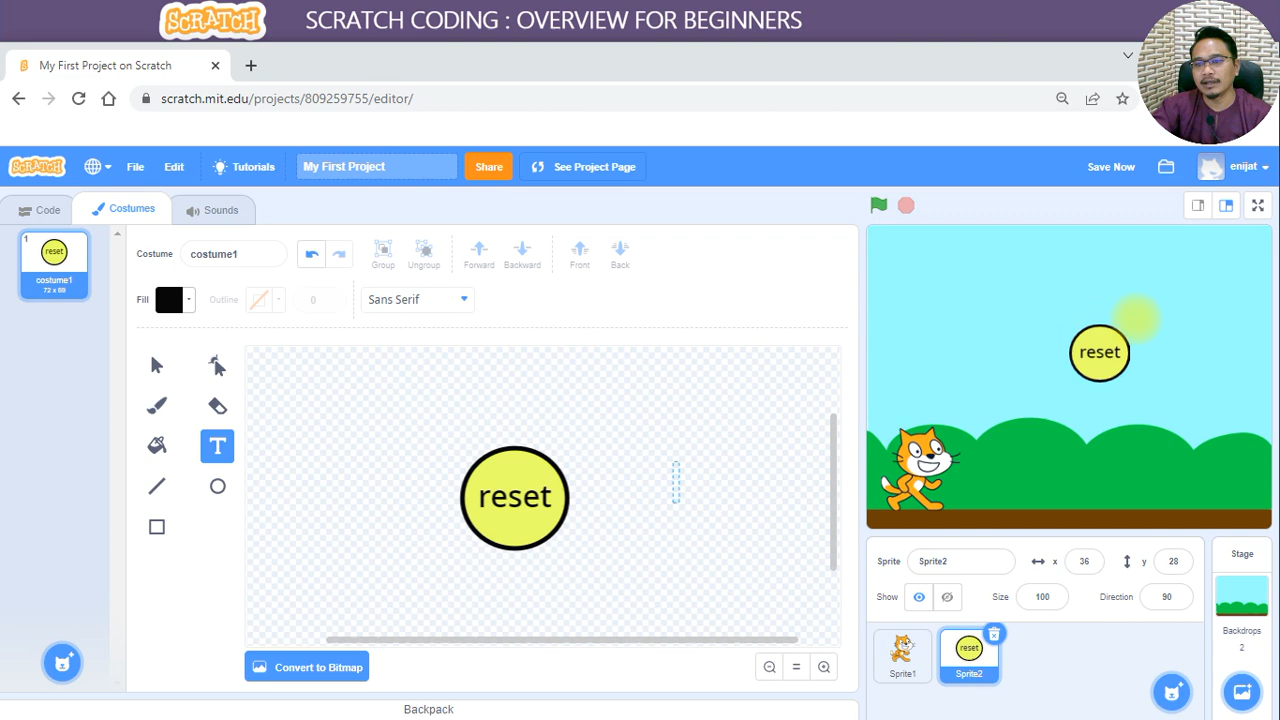 SCRATCH
SCRATCH CODING : OVERVIEW FOR BEGINNERS
My First Project on Scratch
scratch.mit.edu/projects/809259755/editor/
SCRATCH
File
Edit
Tutorials
My First Project
Share
See Project Page
Save Now
enijat
Code
Costumes
Sounds
1
reset
costume1
72 x 69
Costume
costume1
Group
Ungroup
Forward
Backward
Front
Back
Fill
Outline
0
Sans Serif
T
reset
Convert to Bitmap
Backpack
reset
Sprite
Sprite2
x
36
y
28
Show
Size
100
Direction
90
Sprite1
reset
Sprite2
Stage
Backdrops
2